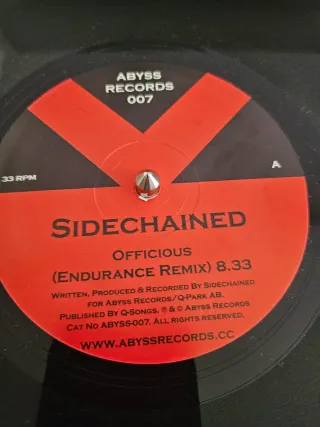 ABYSS
RECORDS
007
33 RPM
A
SIDECHAINED
OFFICIOUS
(ENDURANCE REMIX) 8.33
WRITTEN, PRODUCED & RECORDED BY SIDECHAINED
FOR ABYSS RECORDS/Q-PARK AB.
PUBLISHED BY Q-SONGS. ℗ & © ABYSS RECORDS
CAT NO ABYSS-007. ALL RIGHTS RESERVED.
WWW.ABYSSRECORDS.CC